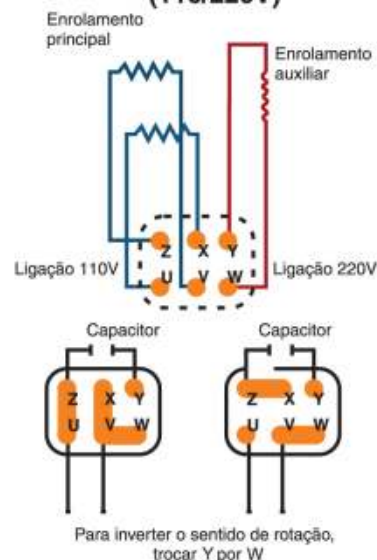 (110/220V)
Enrolamento
principal
Enrolamento
auxiliar
Z X Y
U V W
Ligação 110V
Ligação 220V
Capacitor
Capacitor
Z X Y
U V W
Z X Y
U V W
Para inverter o sentido de rotação,
trocar Y por W